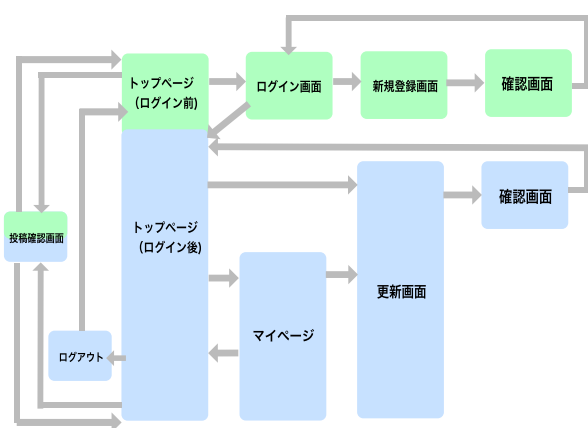 トップページ
（ログイン前)
ログイン画面
新規登録画面
確認画面
確認画面
投稿確認画面
トップページ
（ログイン後)
更新画面
マイページ
ログアウト